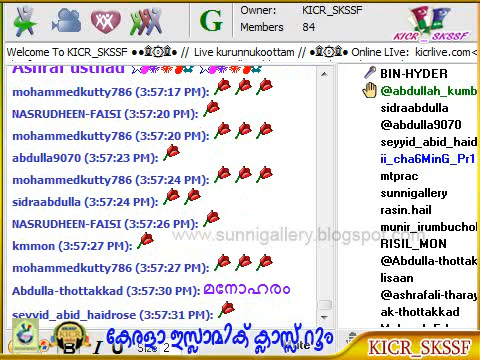 Owner: KICR_SKSSF
Members 84
KICR_SKSSF
Welcome To KICR_SKSSF ●●۩۞۩● // Live kurunnukoottam // ●۩۞۩● Online LIve: kicrlive.com
Ashraf usthad
mohammedkutty786 (3:57:17 PM):
NASRUDHEEN-FAISI (3:57:20 PM):
mohammedkutty786 (3:57:20 PM):
abdulla9070 (3:57:23 PM):
mohammedkutty786 (3:57:24 PM):
sidraabdulla (3:57:24 PM):
NASRUDHEEN-FAISI (3:57:26 PM):
kmmon (3:57:27 PM):
mohammedkutty786 (3:57:27 PM):
Abdulla-thottakkad (3:57:30 PM): മനോഹരം
seyyid_abid_haidrose (3:57:31 PM):
BIN-HYDER
@abdullah_kumb
sidraabdulla
@abdulla9070
seyyid_abid_haid
ii_cha6MinG_Pr1
mtprac
sunnigallery
rasin.hail
munir_irumbuchol
RISIL_MON
@Abdulla-thottak
lisaan
@ashrafali-tharay
ak-thottakkad
www.sunnigallery.blogspot.com
KICR
B I U Size 2
കേരളാ ഇസ്ലാമിക് ക്ലാസ്സ് റൂം
KICR_SKSSF